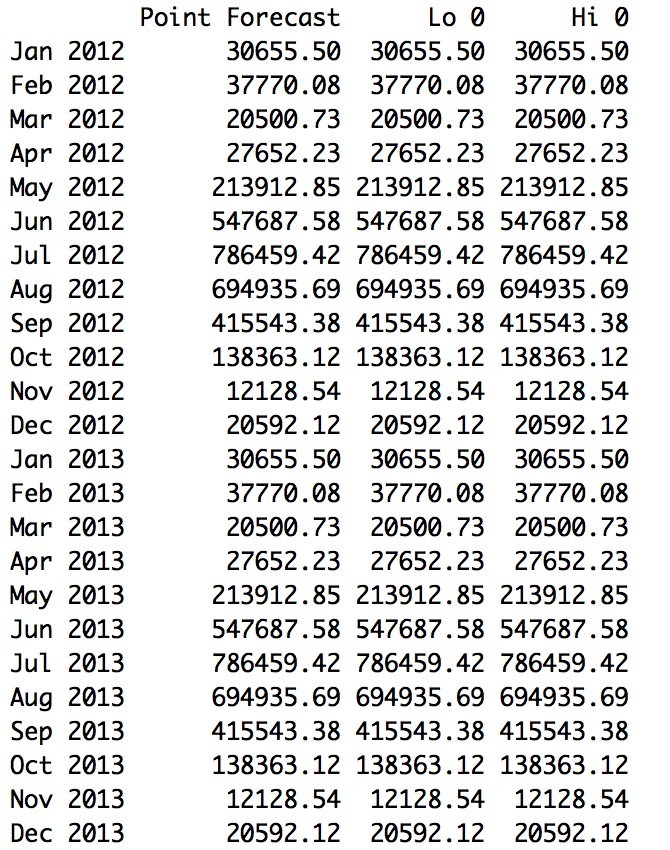 Point Forecast Lo 0 Hi 0
Jan 2012 30655.50 30655.50 30655.50
Feb 2012 37770.08 37770.08 37770.08
Mar 2012 20500.73 20500.73 20500.73
Apr 2012 27652.23 27652.23 27652.23
May 2012 213912.85 213912.85 213912.85
Jun 2012 547687.58 547687.58 547687.58
Jul 2012 786459.42 786459.42 786459.42
Aug 2012 694935.69 694935.69 694935.69
Sep 2012 415543.38 415543.38 415543.38
Oct 2012 138363.12 138363.12 138363.12
Nov 2012 12128.54 12128.54 12128.54
Dec 2012 20592.12 20592.12 20592.12
Jan 2013 30655.50 30655.50 30655.50
Feb 2013 37770.08 37770.08 37770.08
Mar 2013 20500.73 20500.73 20500.73
Apr 2013 27652.23 27652.23 27652.23
May 2013 213912.85 213912.85 213912.85
Jun 2013 547687.58 547687.58 547687.58
Jul 2013 786459.42 786459.42 786459.42
Aug 2013 694935.69 694935.69 694935.69
Sep 2013 415543.38 415543.38 415543.38
Oct 2013 138363.12 138363.12 138363.12
Nov 2013 12128.54 12128.54 12128.54
Dec 2013 20592.12 20592.12 20592.12